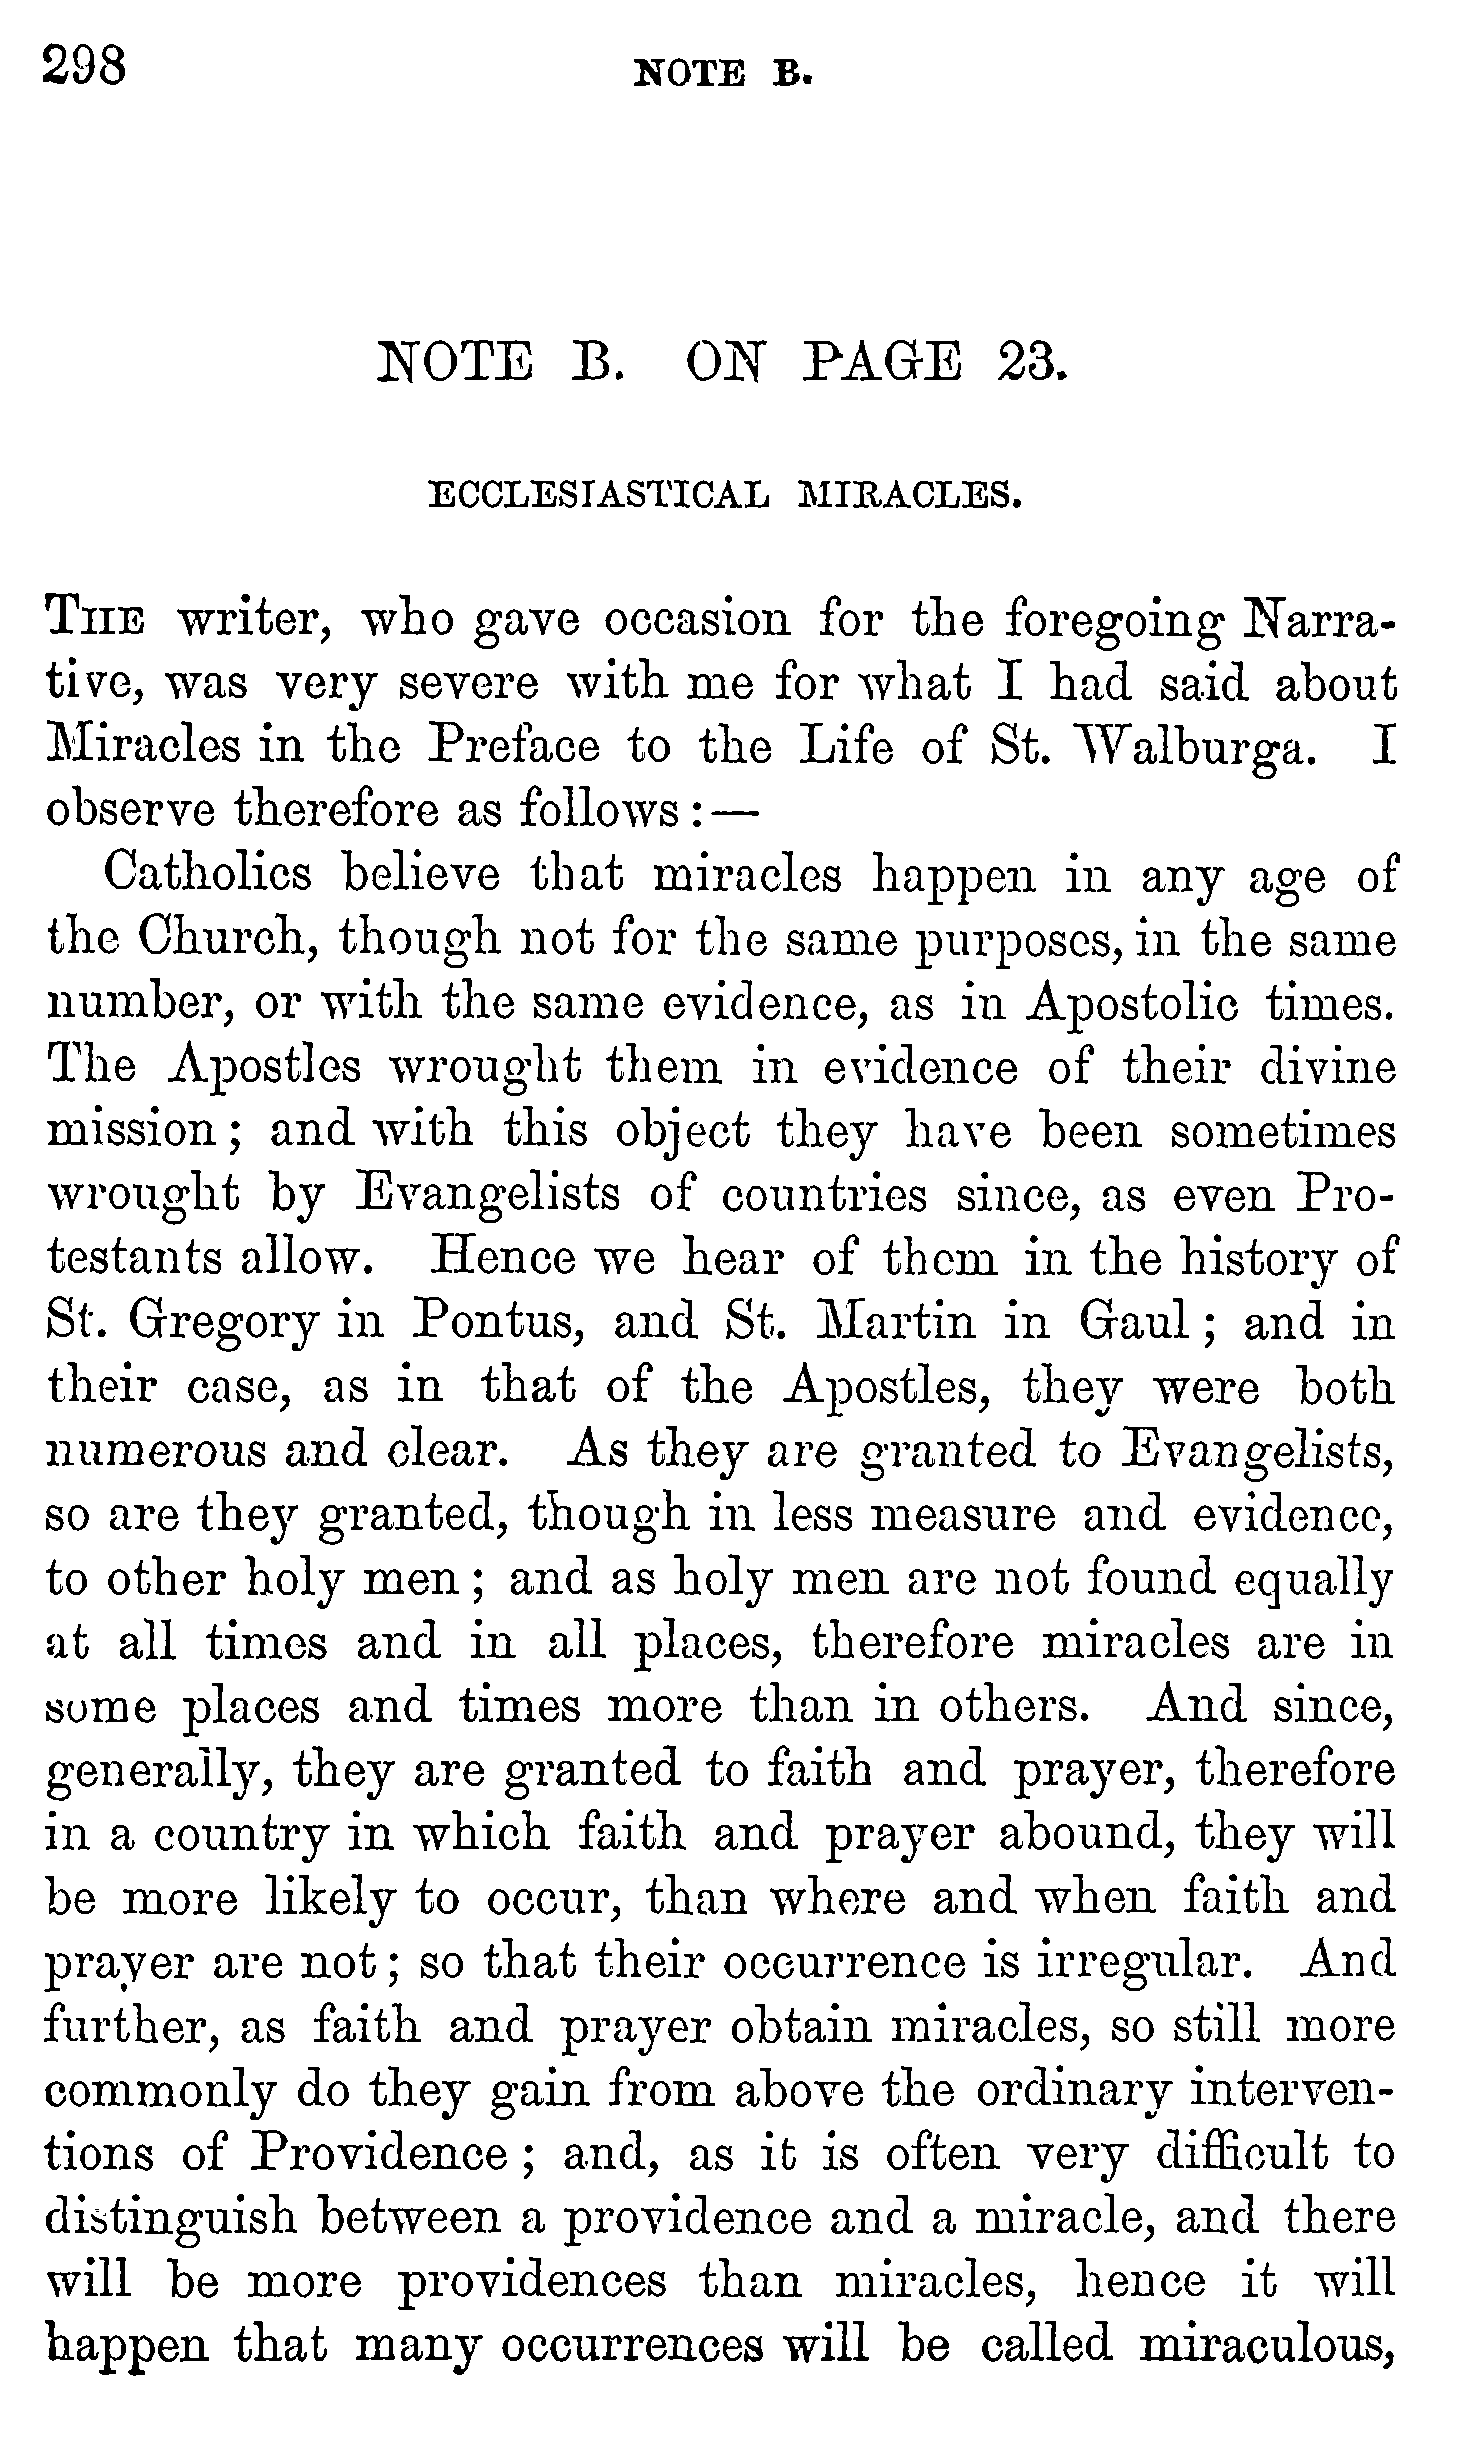 298 NOTE B.
NOTE B. ON PAGE 23.
ECCLESIASTICAL MIRACLES.
THE writer, who gave occasion for the foregoing Narra-
tive, was very severe with me for what I had said about
Miracles in the Preface to the Life of St. Walburga. I
observe therefore as follows:—
Catholics believe that miracles happen in any age of
the Church, though not for the same purposes, in the same
number, or with the same evidence, as in Apostolic times.
The Apostles wrought them in evidence of their divine
mission; and with this object they have been sometimes
wrought by Evangelists of countries since, as even Pro-
testants allow. Hence we hear of them in the history of
St. Gregory in Pontus, and St. Martin in Gaul; and in
their case, as in that of the Apostles, they were both
numerous and clear. As they are granted to Evangelists,
so are they granted, though in less measure and evidence,
to other holy men; and as holy men are not found equally
at all times and in all places, therefore miracles are in
some places and times more than in others. And since,
generally, they are granted to faith and prayer, therefore
in a country in which faith and prayer abound, they will
be more likely to occur, than where and when faith and
prayer are not; so that their occurrence is irregular. And
further, as faith and prayer obtain miracles, so still more
commonly do they gain from above the ordinary interven-
tions of Providence; and, as it is often very difficult to
distinguish between a providence and a miracle, and there
will be more providences than miracles, hence it will
happen that many occurrences will be called miraculous,